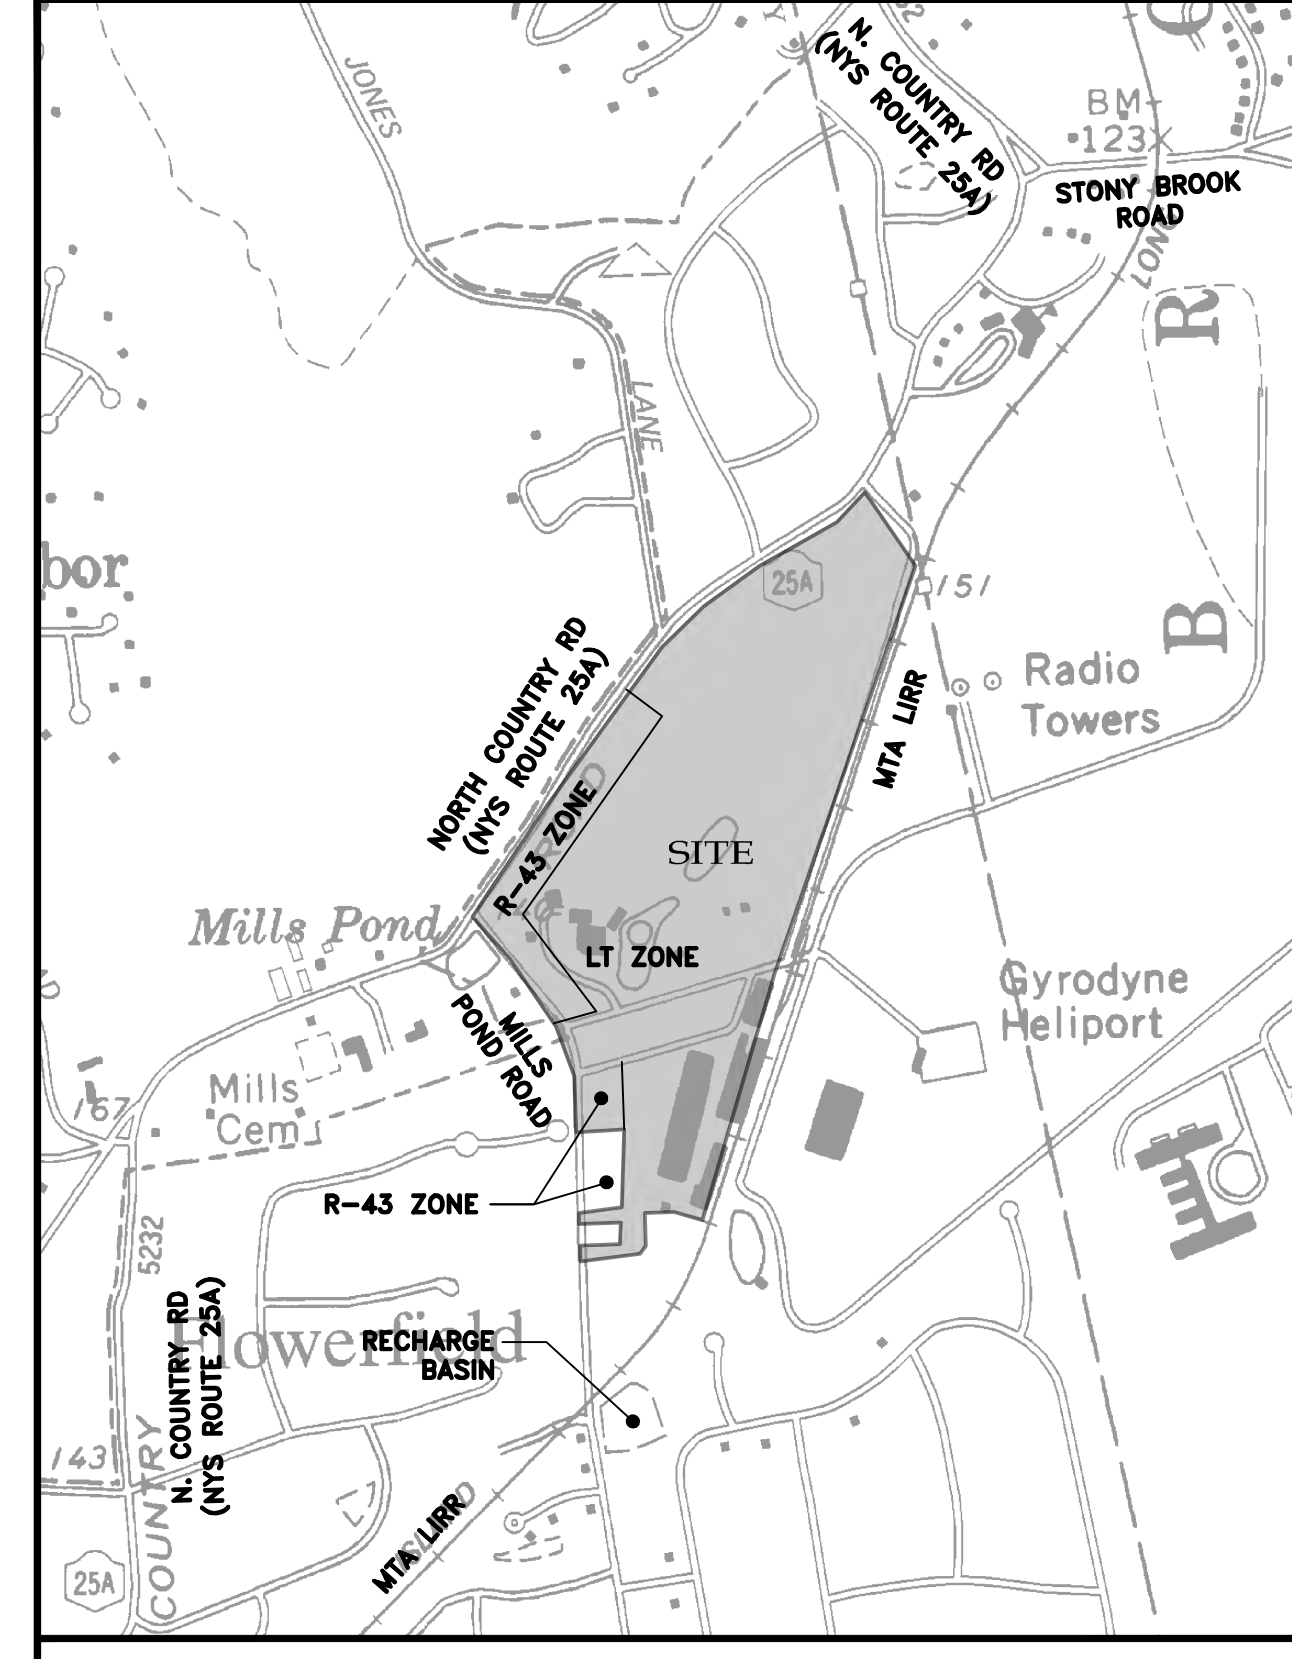 JONES
N. COUNTRY RD
(NYS ROUTE 25A)
BM
123
STONY BROOK
ROAD
LONG
R
LANE
bor
25A
151
B
Radio
Towers
NORTH COUNTRY RD
(NYS ROUTE 25A)
MTA LIRR
R-43 ZONE
SITE
Mills Pond
LT ZONE
Gyrodyne
Heliport
MILLS
POND ROAD
Mills
Cem
167
R-43 ZONE
5232
N. COUNTRY RD
(NYS ROUTE 25A)
Flowerfield
RECHARGE
BASIN
143
COUNTRY
MTA LIRR
25A